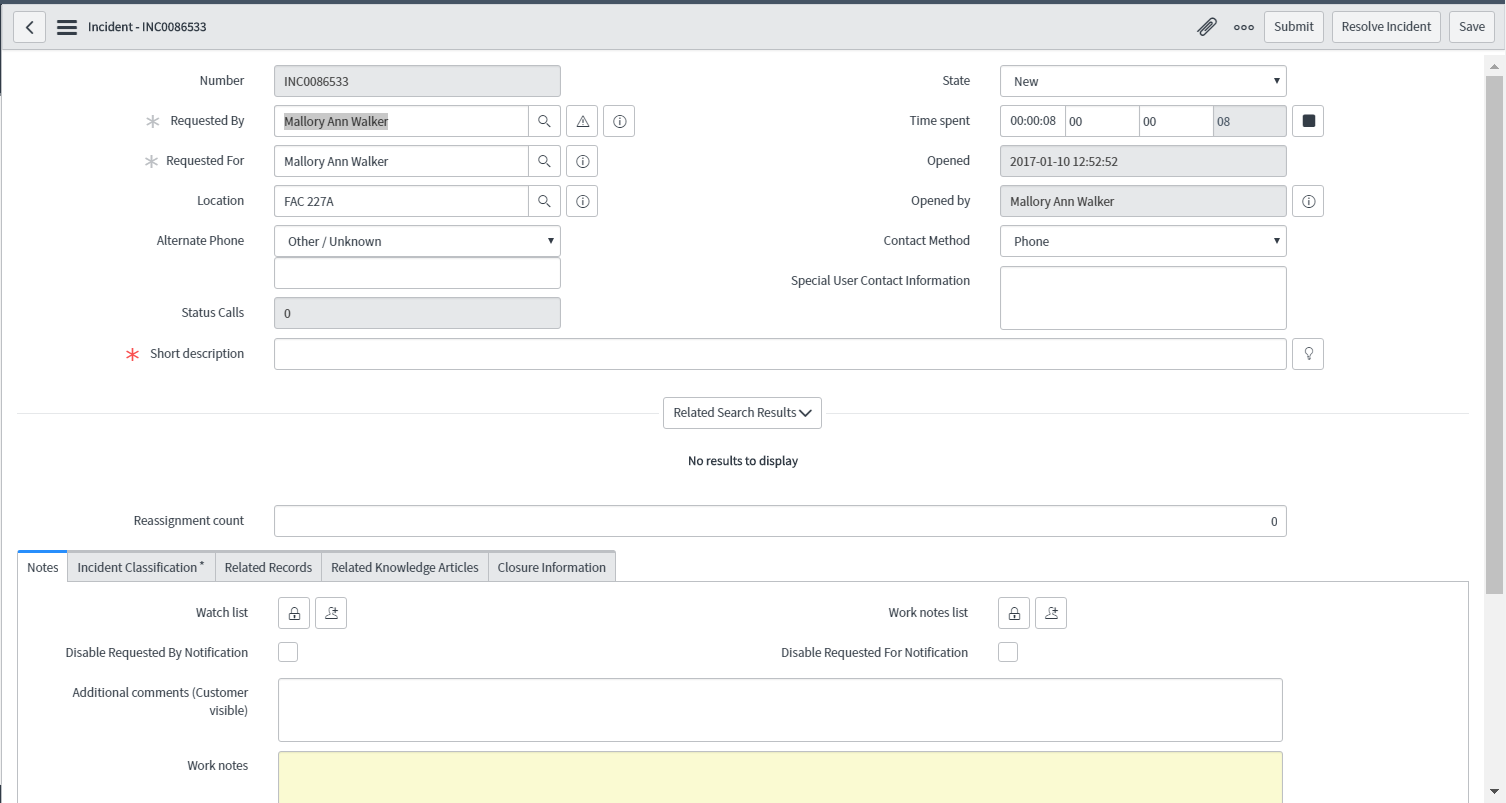 Incident - INC0086533
Submit
Resolve Incident
Save
Number
INC0086533
State
New
Requested By
Mallory Ann Walker
Time spent
00:00:08
00
00
08
Requested For
Mallory Ann Walker
Opened
2017-01-10 12:52:52
Location
FAC 227A
Opened by
Mallory Ann Walker
Alternate Phone
Other / Unknown
Contact Method
Phone
Special User Contact Information
Status Calls
0
* Short description
Related Search Results
No results to display
Reassignment count
0
Notes
Incident Classification *
Related Records
Related Knowledge Articles
Closure Information
Watch list
Work notes list
Disable Requested By Notification
Disable Requested For Notification
Additional comments (Customer
visible)
Work notes